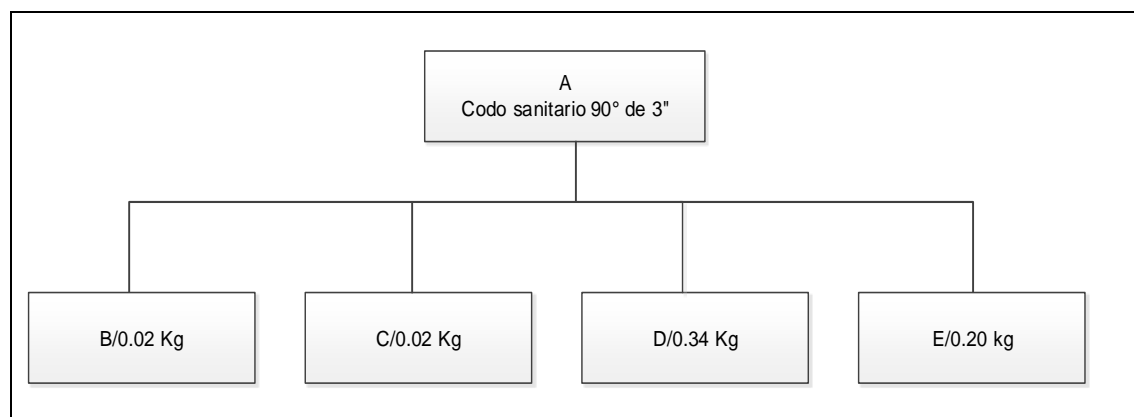 A
Codo sanitario 90° de 3"
B/0.02 Kg
C/0.02 Kg
D/0.34 Kg
E/0.20 kg